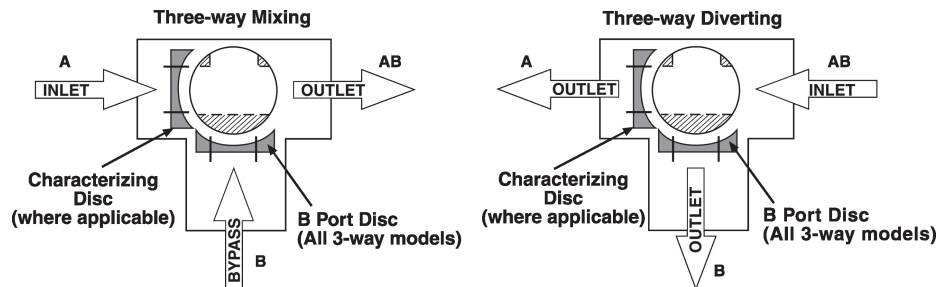 Three-way Mixing
A
INLET
AB
OUTLET
Characterizing
Disc
(where applicable)
B Port Disc
(All 3-way models)
BYPASS
B
Three-way Diverting
A
OUTLET
AB
INLET
Characterizing
Disc
(where applicable)
B Port Disc
(All 3-way models)
OUTLET
B